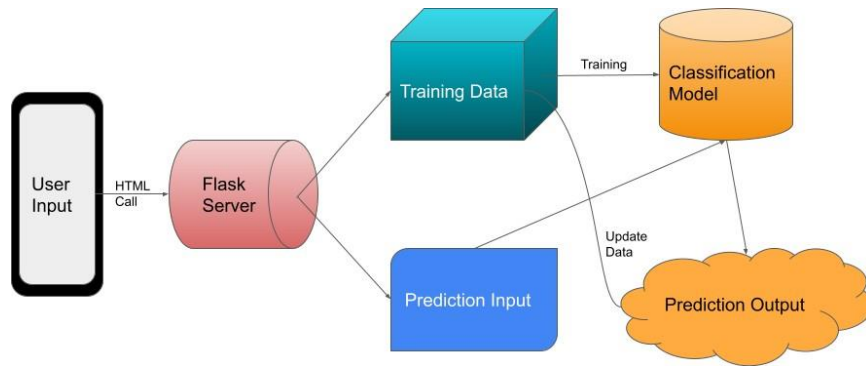 User
Input
HTML
Call
Flask
Server
Training Data
Training
Classification
Model
Prediction Input
Update
Data
Prediction Output